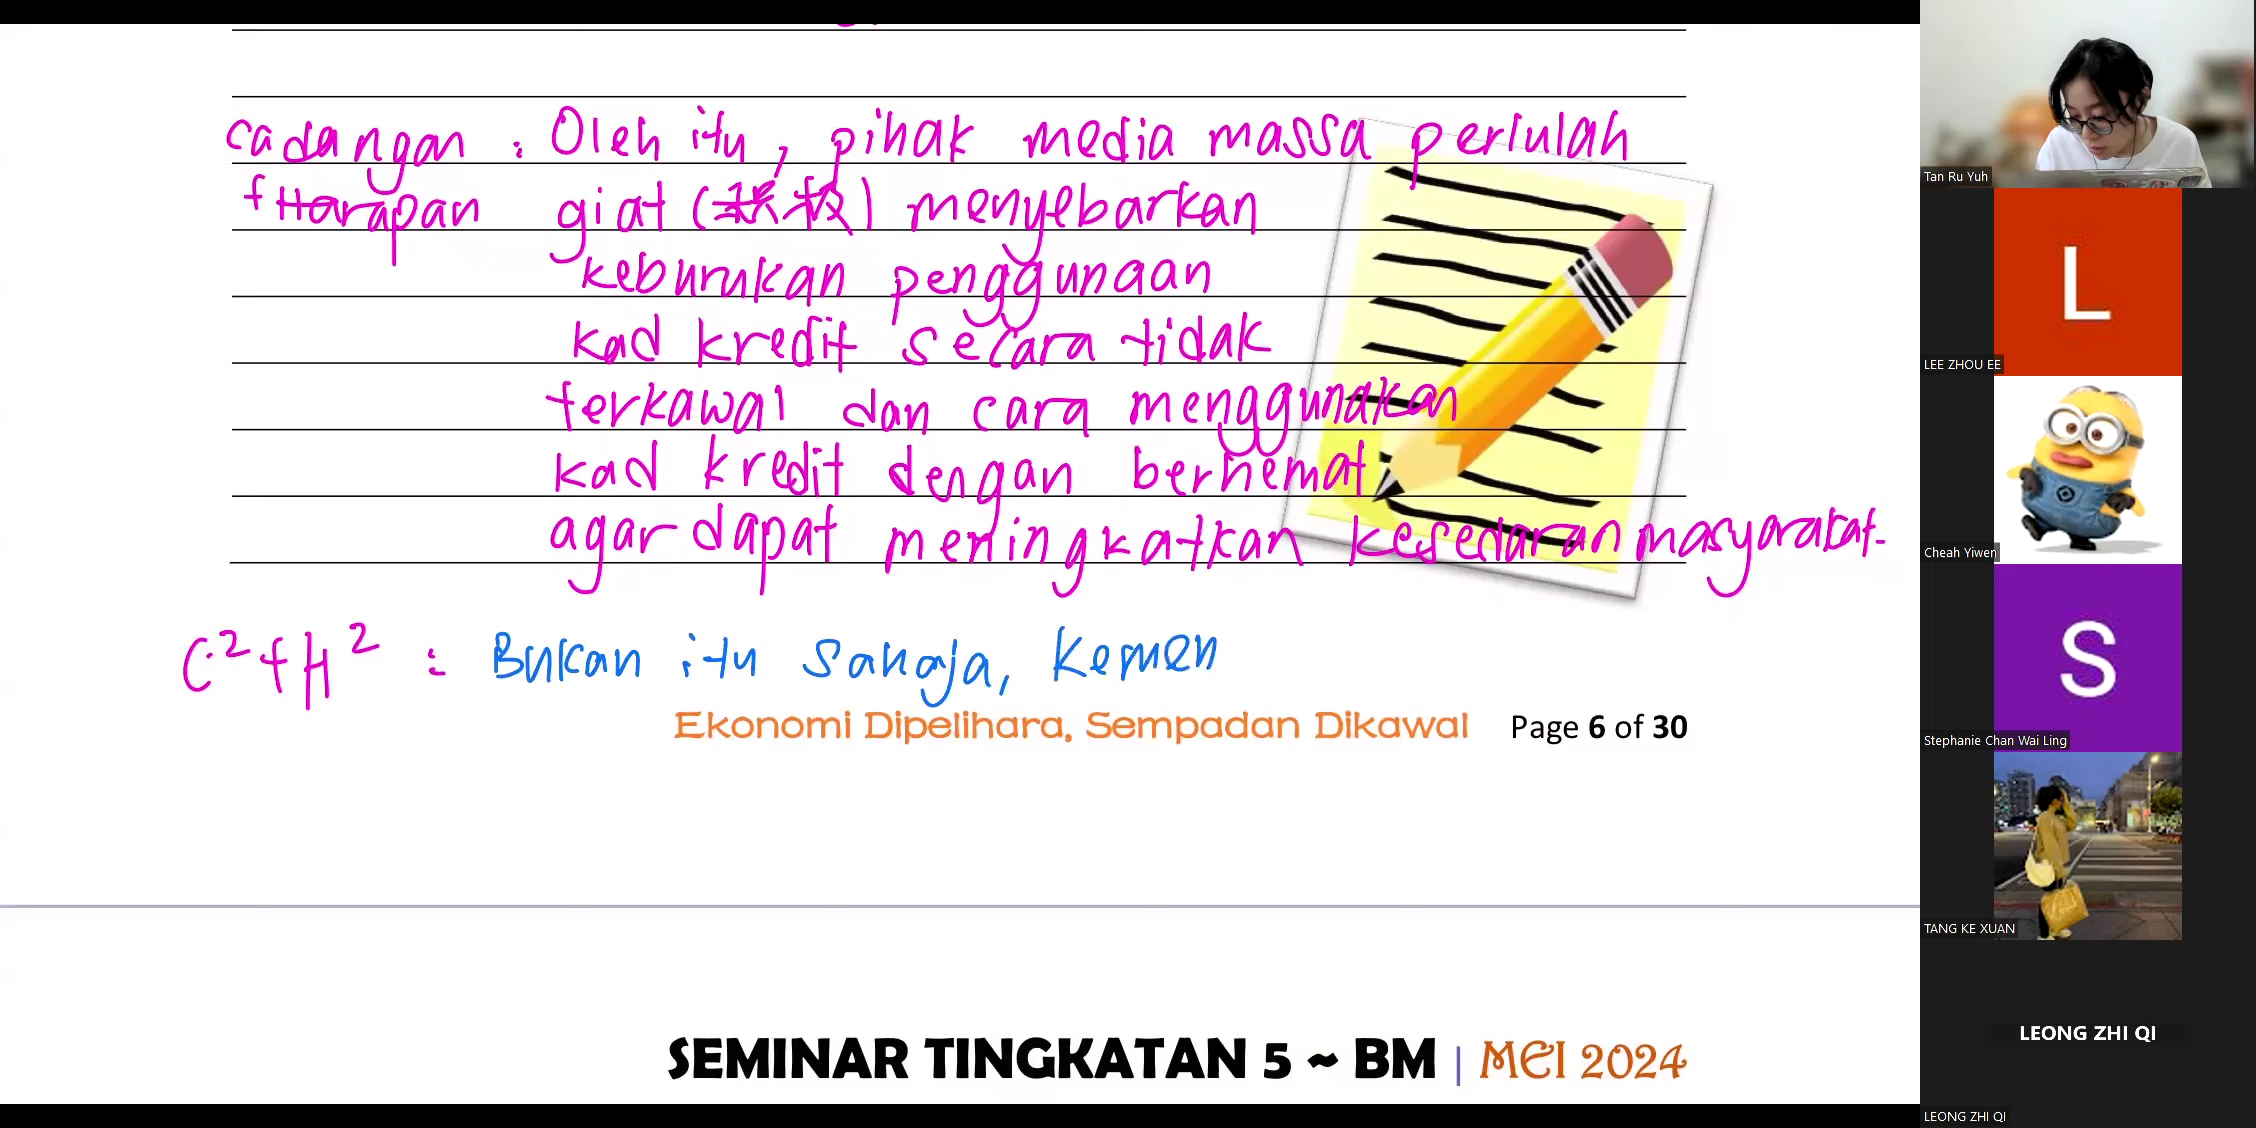 cadangan : Oleh itu, pihak media massa perlulah
+ Harapan giat (积极) menyebarkan
keburukan penggunaan
kad kredit secara tidak
terkawal dan cara menggunakan
kad kredit dengan berhemat
agar dapat meningkatkan kesedaran masyarakat.
C² + H² : Bukan itu sahaja, Kemen
Ekonomi Dipelihara, Sempadan Dikawal Page 6 of 30
SEMINAR TINGKATAN 5 ~ BM | MEI 2024
Tan Ru Yuh
L
LEE ZHOU EE
Cheah Yiwen
S
Stephanie Chan Wai Ling
TANG KE XUAN
LEONG ZHI QI
LEONG ZHI QI